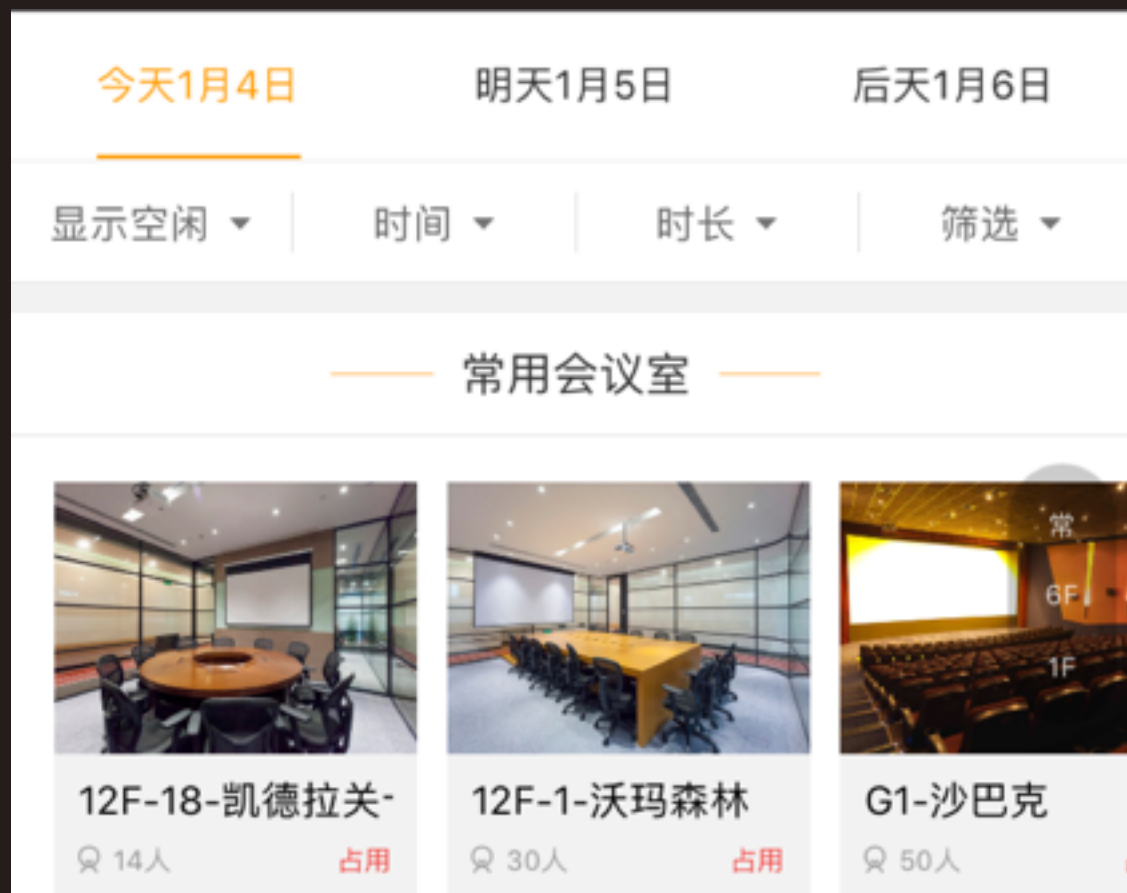 今天1月4日 明天1月5日 后天1月6日
显示空闲 时间 时长 筛选
常用会议室
常
6F
1F
12F-18-凯德拉关- 12F-1-沃玛森林 G1-沙巴克
14人 占用 30人 占用 50人